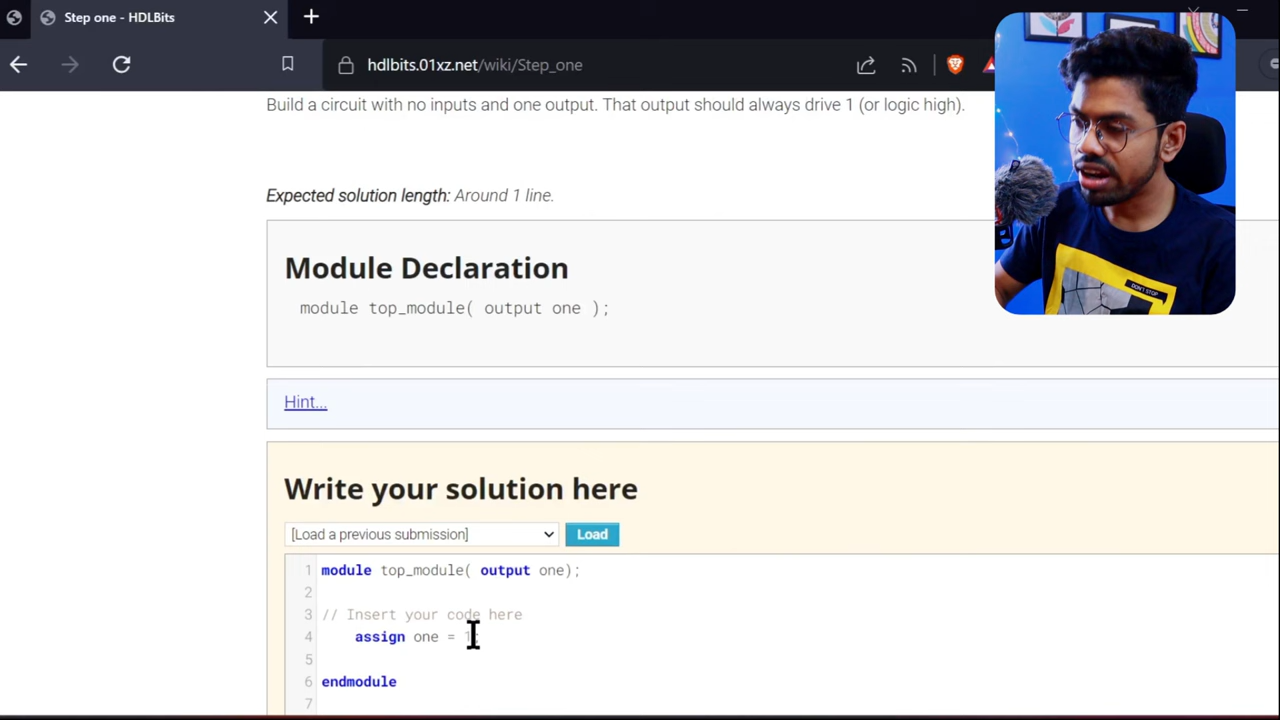 Step one - HDLBits
hdlbits.01xz.net/wiki/Step_one
Build a circuit with no inputs and one output. That output should always drive 1 (or logic high).
Expected solution length: Around 1 line.
Module Declaration
module top_module( output one );
Hint...
Write your solution here
[Load a previous submission]
Load
1 module top_module( output one);
2
3 // Insert your code here
4 assign one = 1;
5
6 endmodule
7
DON'T STOP